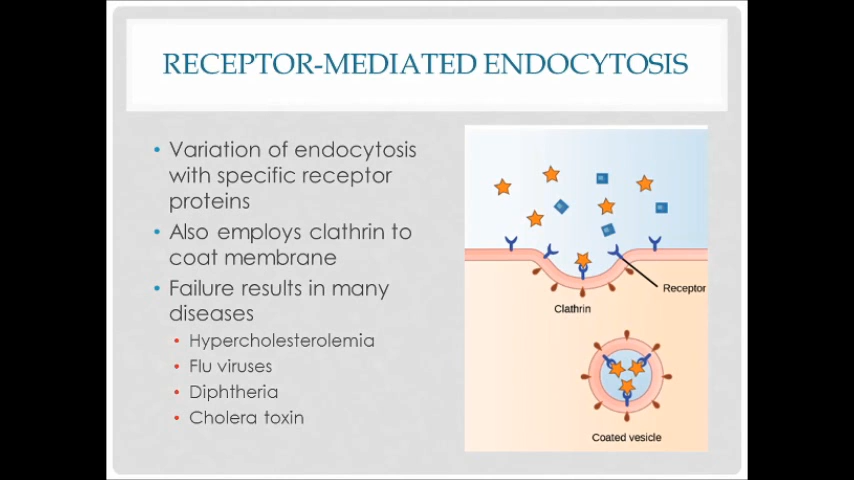 RECEPTOR-MEDIATED ENDOCYTOSIS
• Variation of endocytosis
with specific receptor
proteins
• Also employs clathrin to
coat membrane
• Failure results in many
diseases
• Hypercholesterolemia
• Flu viruses
• Diphtheria
• Cholera toxin
Receptor
Clathrin
Coated vesicle